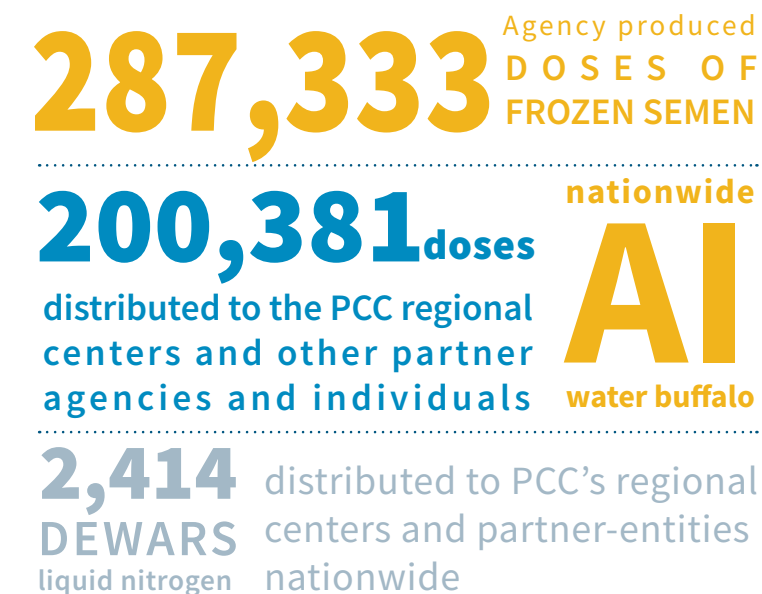 287,333
Agency produced
DOSES OF
FROZEN SEMEN
200,381 doses
distributed to the PCC regional
centers and other partner
agencies and individuals
nationwide
AI
water buffalo
2,414
DEWARS
liquid nitrogen
distributed to PCC’s regional
centers and partner-entities
nationwide